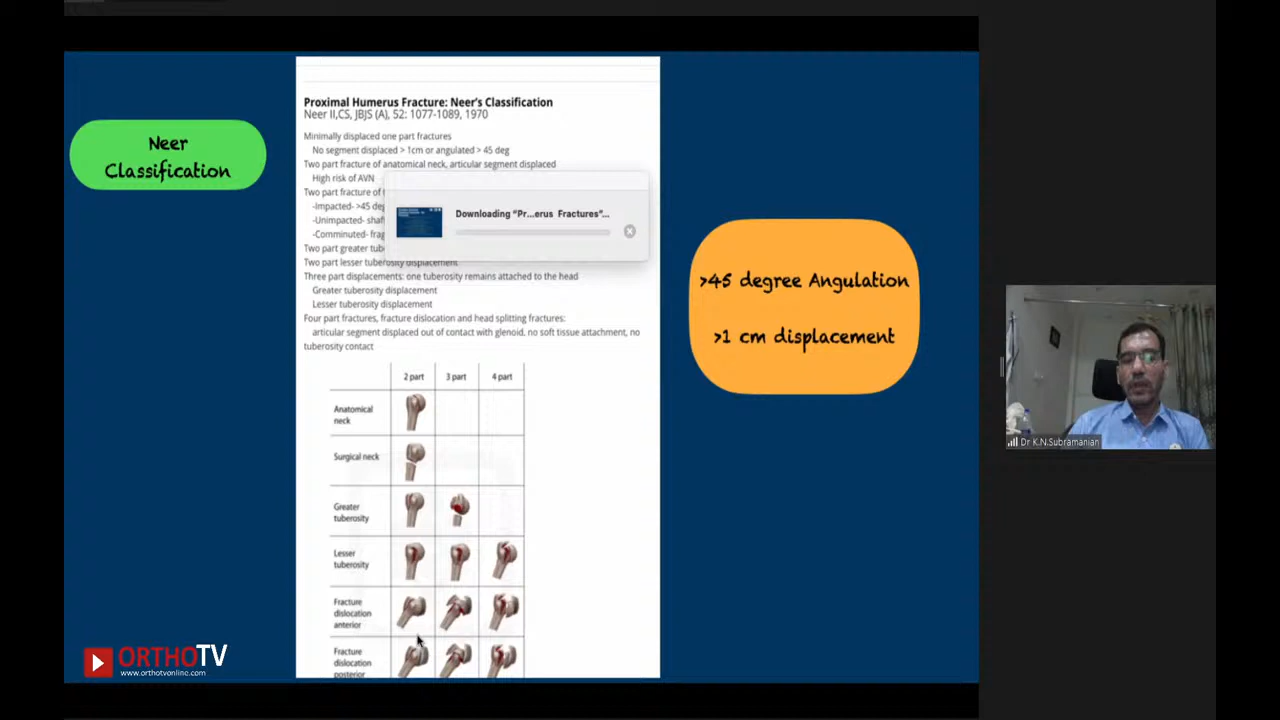 Neer
Classification
Proximal Humerus Fracture: Neer's Classification
Neer II,CS, JBJS (A), 52: 1077-1089, 1970
Minimally displaced one part fractures
No segment displaced > 1cm or angulated > 45 deg
Two part fracture of anatomical neck, articular segment displaced
High risk of AVN
Two part fracture of
-Impacted- >45 deg
-Unimpacted- shaf
-Comminuted- frag
Two part greater tube
Two part lesser tuberosity displacement
Three part displacements: one tuberosity remains attached to the head
Greater tuberosity displacement
Lesser tuberosity displacement
Four part fractures, fracture dislocation and head splitting fractures:
articular segment displaced out of contact with glenoid, no soft tissue attachment, no
tuberosity contact
Downloading “Pr...erus Fractures”...
2 part 3 part 4 part
Anatomical
neck
Surgical neck
Greater
tuberosity
Lesser
tuberosity
Fracture
dislocation
anterior
Fracture
dislocation
posterior
>45 degree Angulation
>1 cm displacement
Dr K.N.Subramanian
ORTHOTV
www.orthotvonline.com